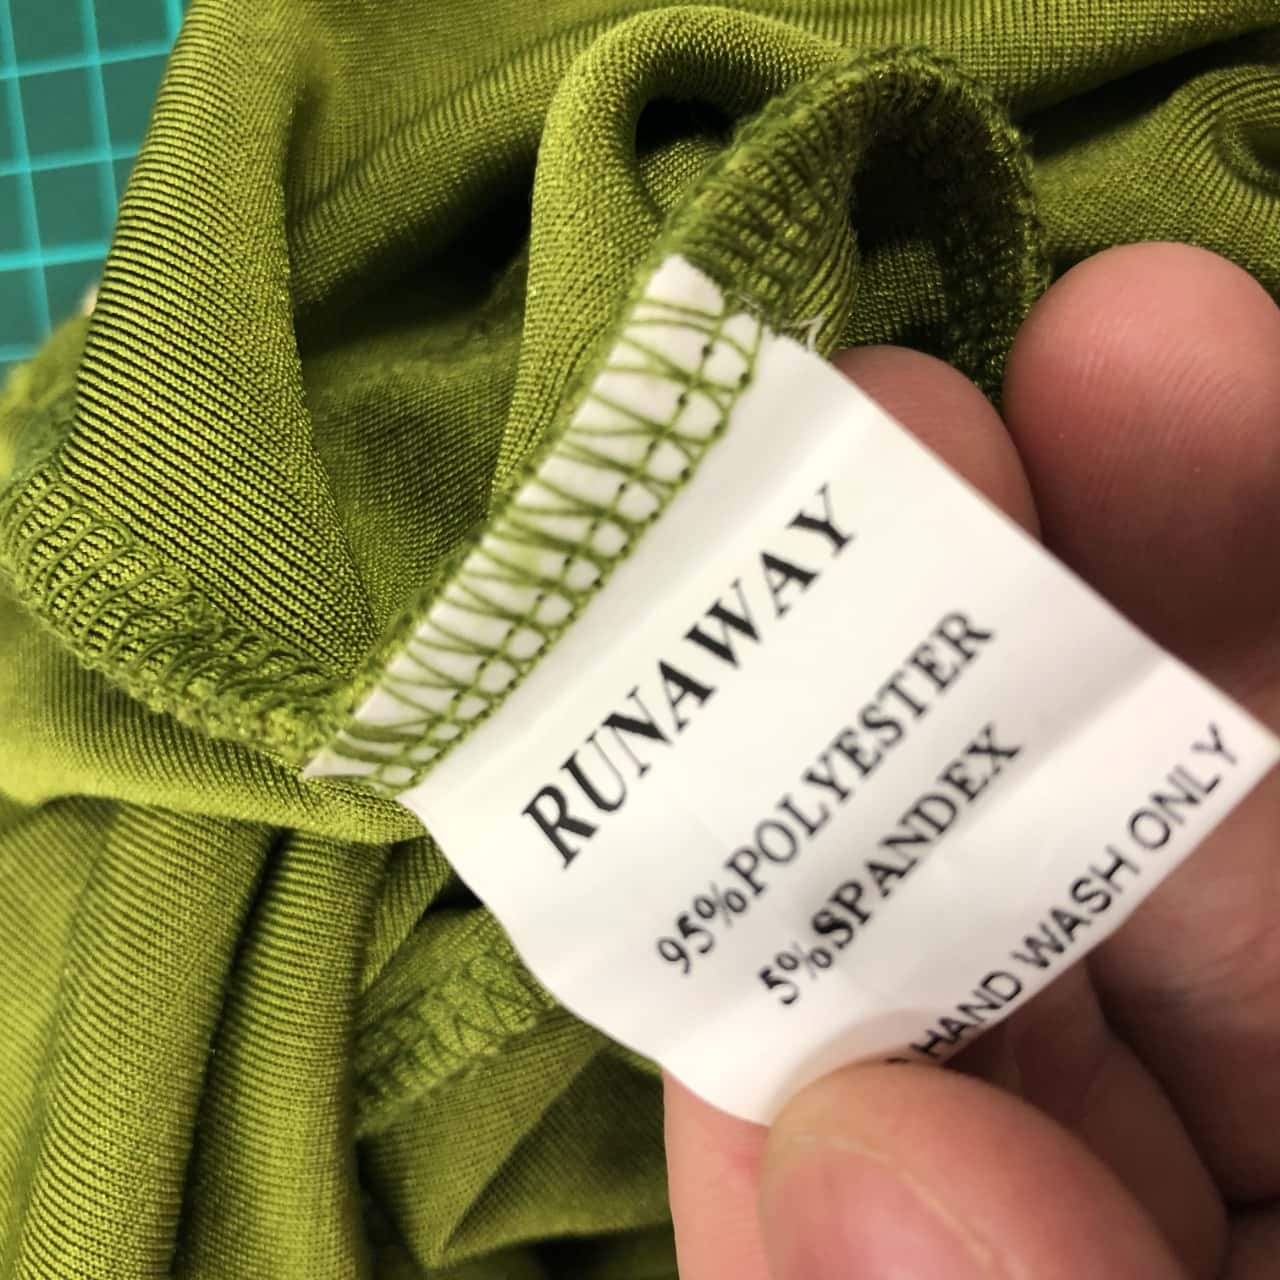 RUNAWAY
95%POLYESTER
5%SPANDEX
HAND WASH ONLY